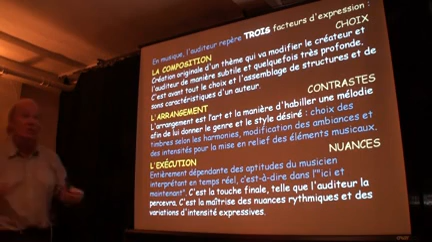 En musique, l'auditeur repère TROIS facteurs d'expression :
LA COMPOSITION CHOIX
Création originale d'un thème qui va modifier le créateur et
l'auditeur de manière subtile et quelquefois très profonde.
C'est avant tout le choix et l'assemblage de structures et de
sons caractéristiques d'un auteur.
L'ARRANGEMENT CONTRASTES
L'arrangement est l'art et la manière d'habiller une mélodie
afin de lui donner le genre et le style désiré : choix des
timbres selon les harmonies, modification des ambiances et
des intensités pour la mise en relief des éléments musicaux.
L'EXÉCUTION NUANCES
Entièrement dépendante des aptitudes du musicien
interprétant en temps réel, c'est-à-dire dans l'"ici et
maintenant". C'est la touche finale, telle que l'auditeur la
percevra. C'est la maîtrise des nuances rythmiques et des
variations d'intensité expressives.